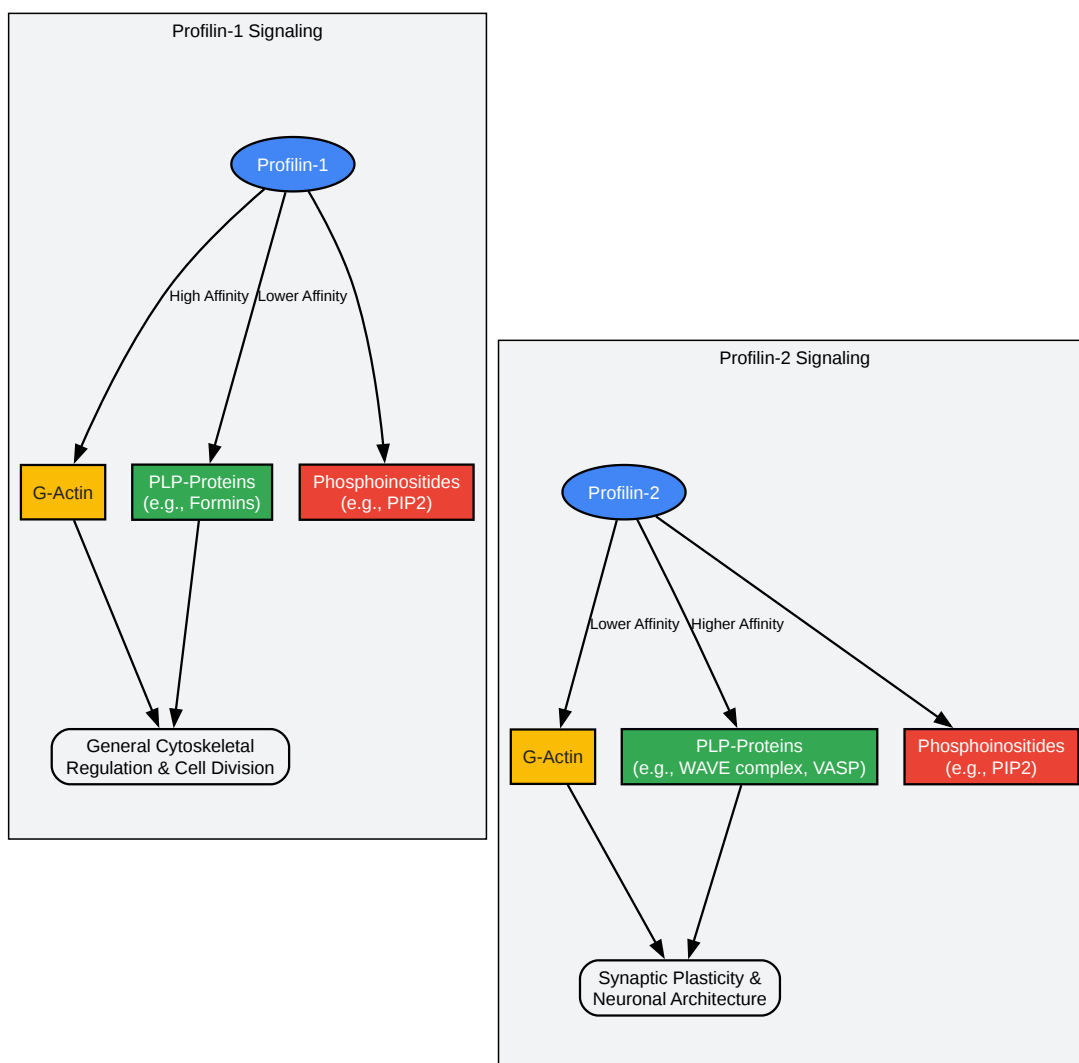 Profilin-1 Signaling
Profilin-1
High Affinity
Lower Affinity
G-Actin
PLP-Proteins
(e.g., Formins)
Phosphoinositides
(e.g., PIP2)
General Cytoskeletal
Regulation & Cell Division
Profilin-2 Signaling
Profilin-2
Lower Affinity
Higher Affinity
G-Actin
PLP-Proteins
(e.g., WAVE complex, VASP)
Phosphoinositides
(e.g., PIP2)
Synaptic Plasticity &
Neuronal Architecture